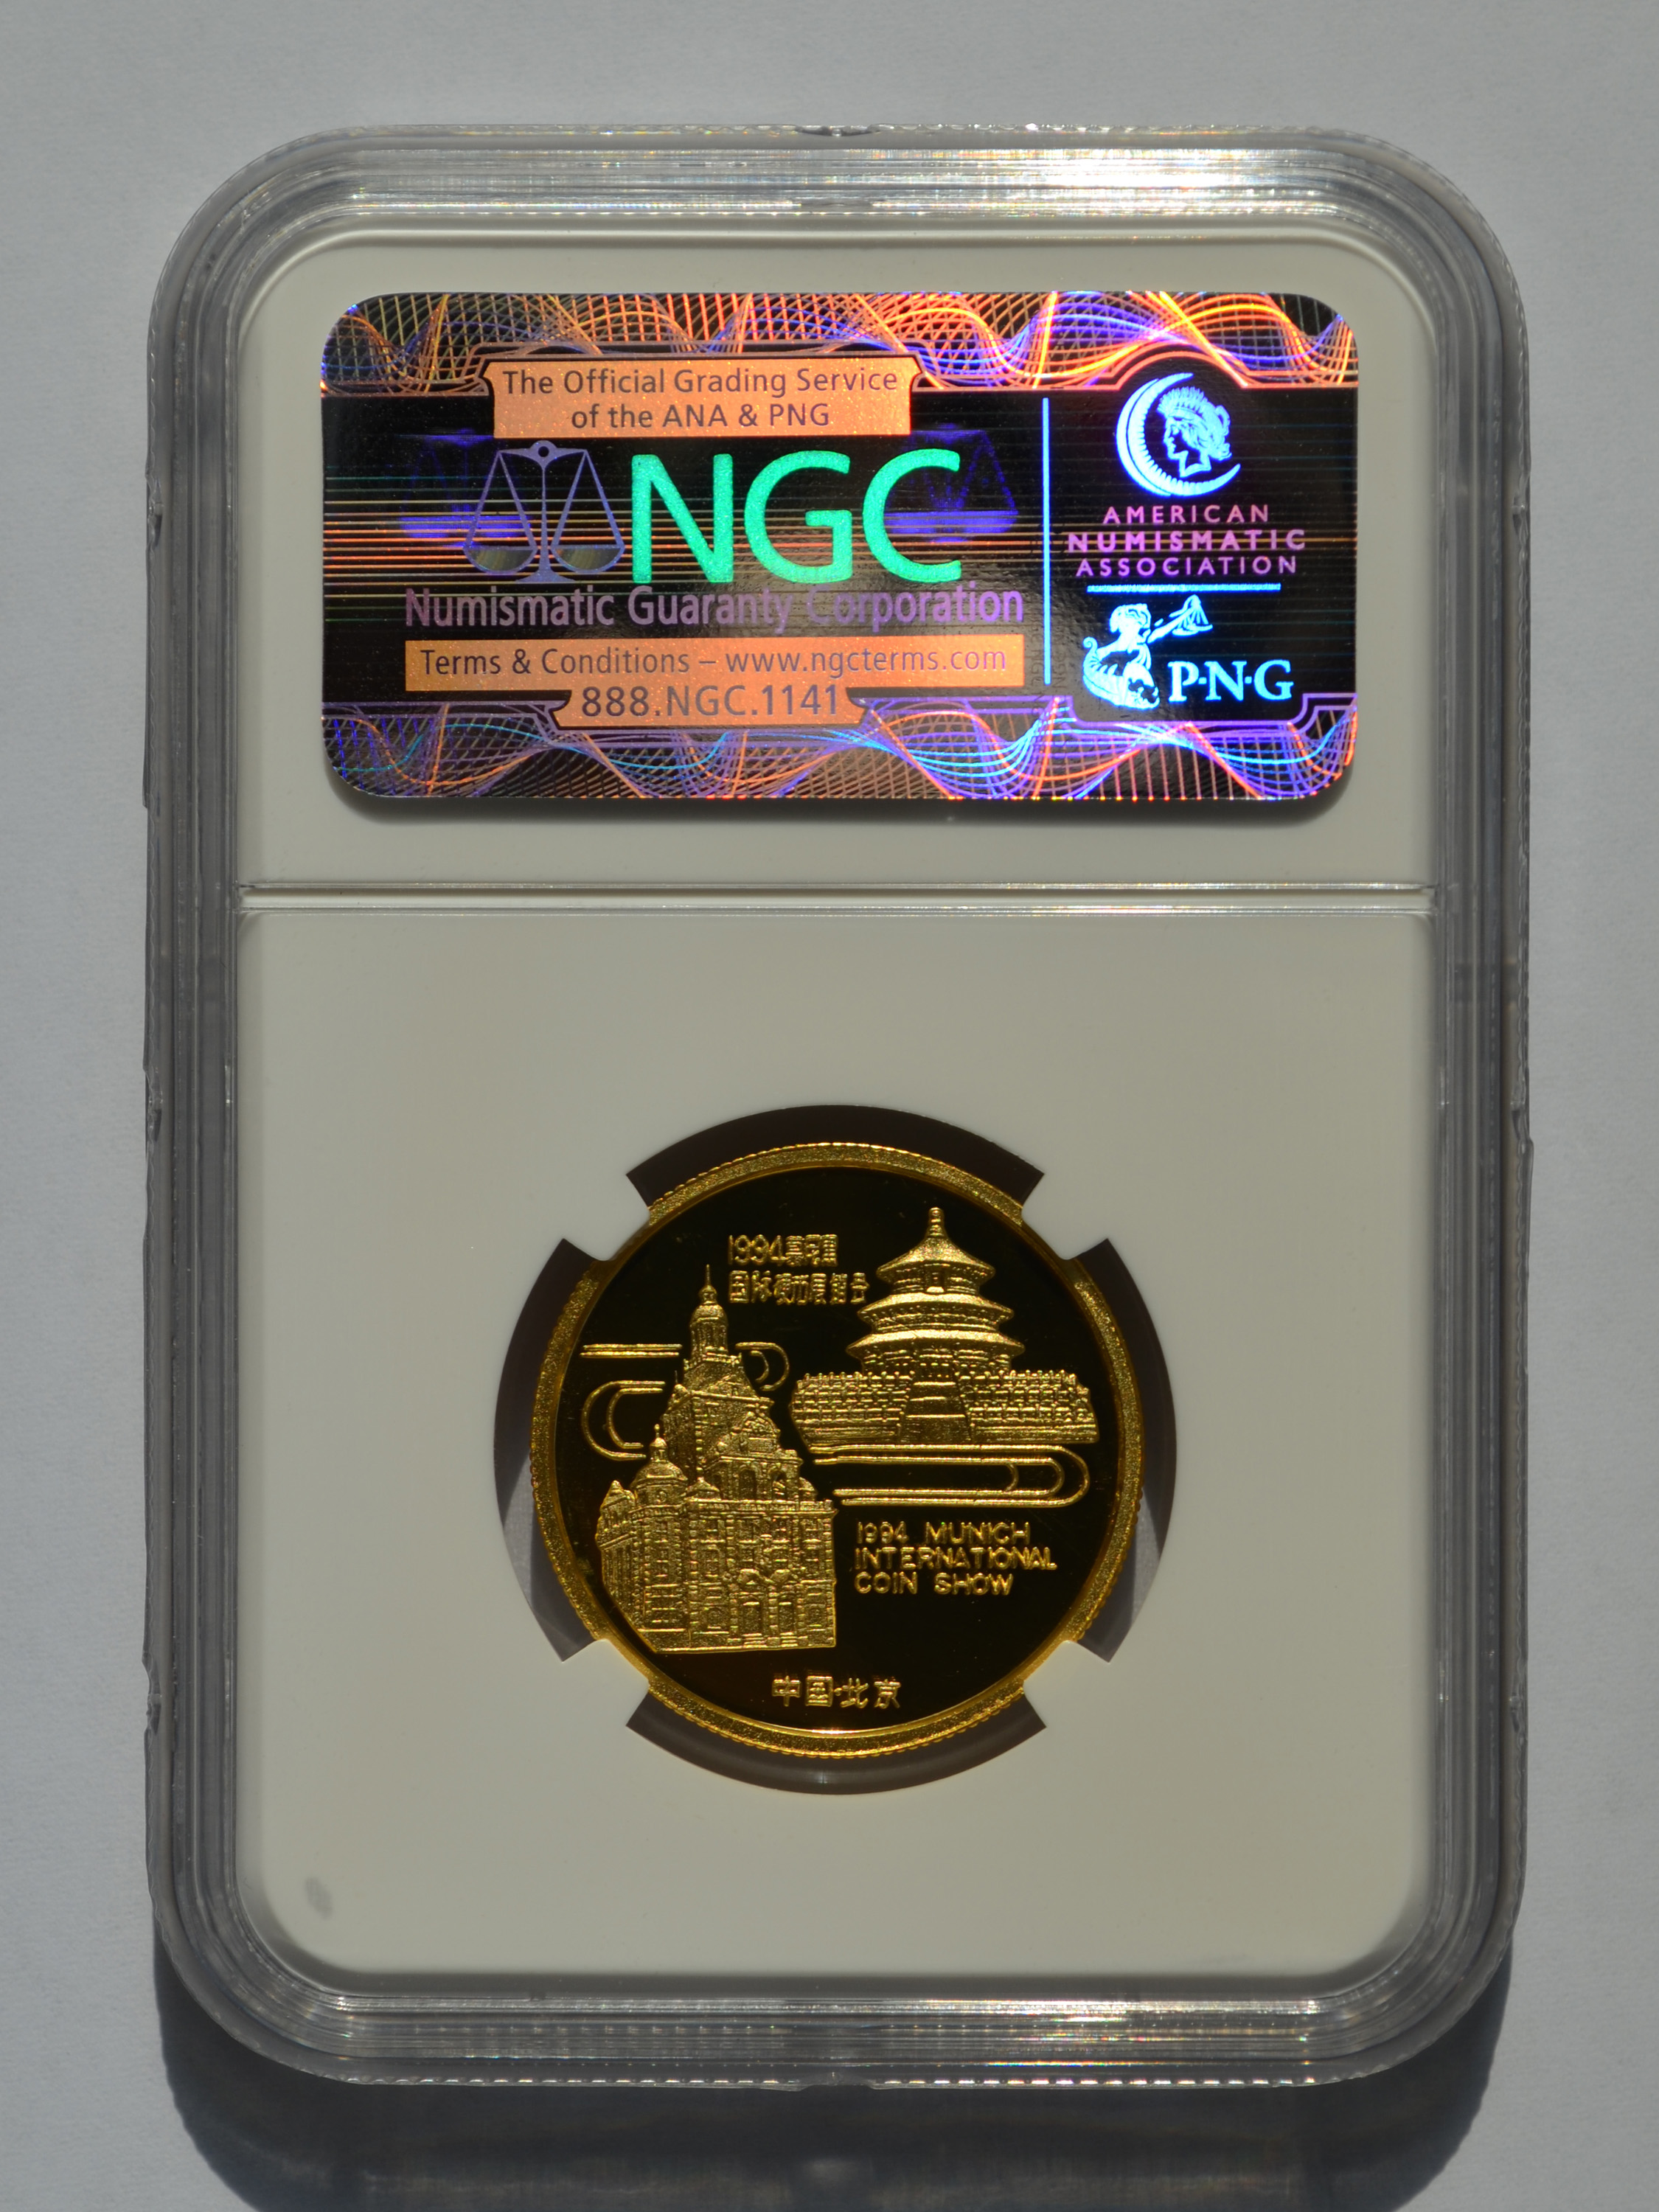 The Official Grading Service
of the ANA & PNG
NGC
Numismatic Guaranty Corporation
Terms & Conditions – www.ngcterms.com
888.NGC.1141
AMERICAN
NUMISMATIC
ASSOCIATION
P·N·G
1994慕尼黑
国际硬币展销会
1994 MUNICH
INTERNATIONAL
COIN SHOW
中国·北京